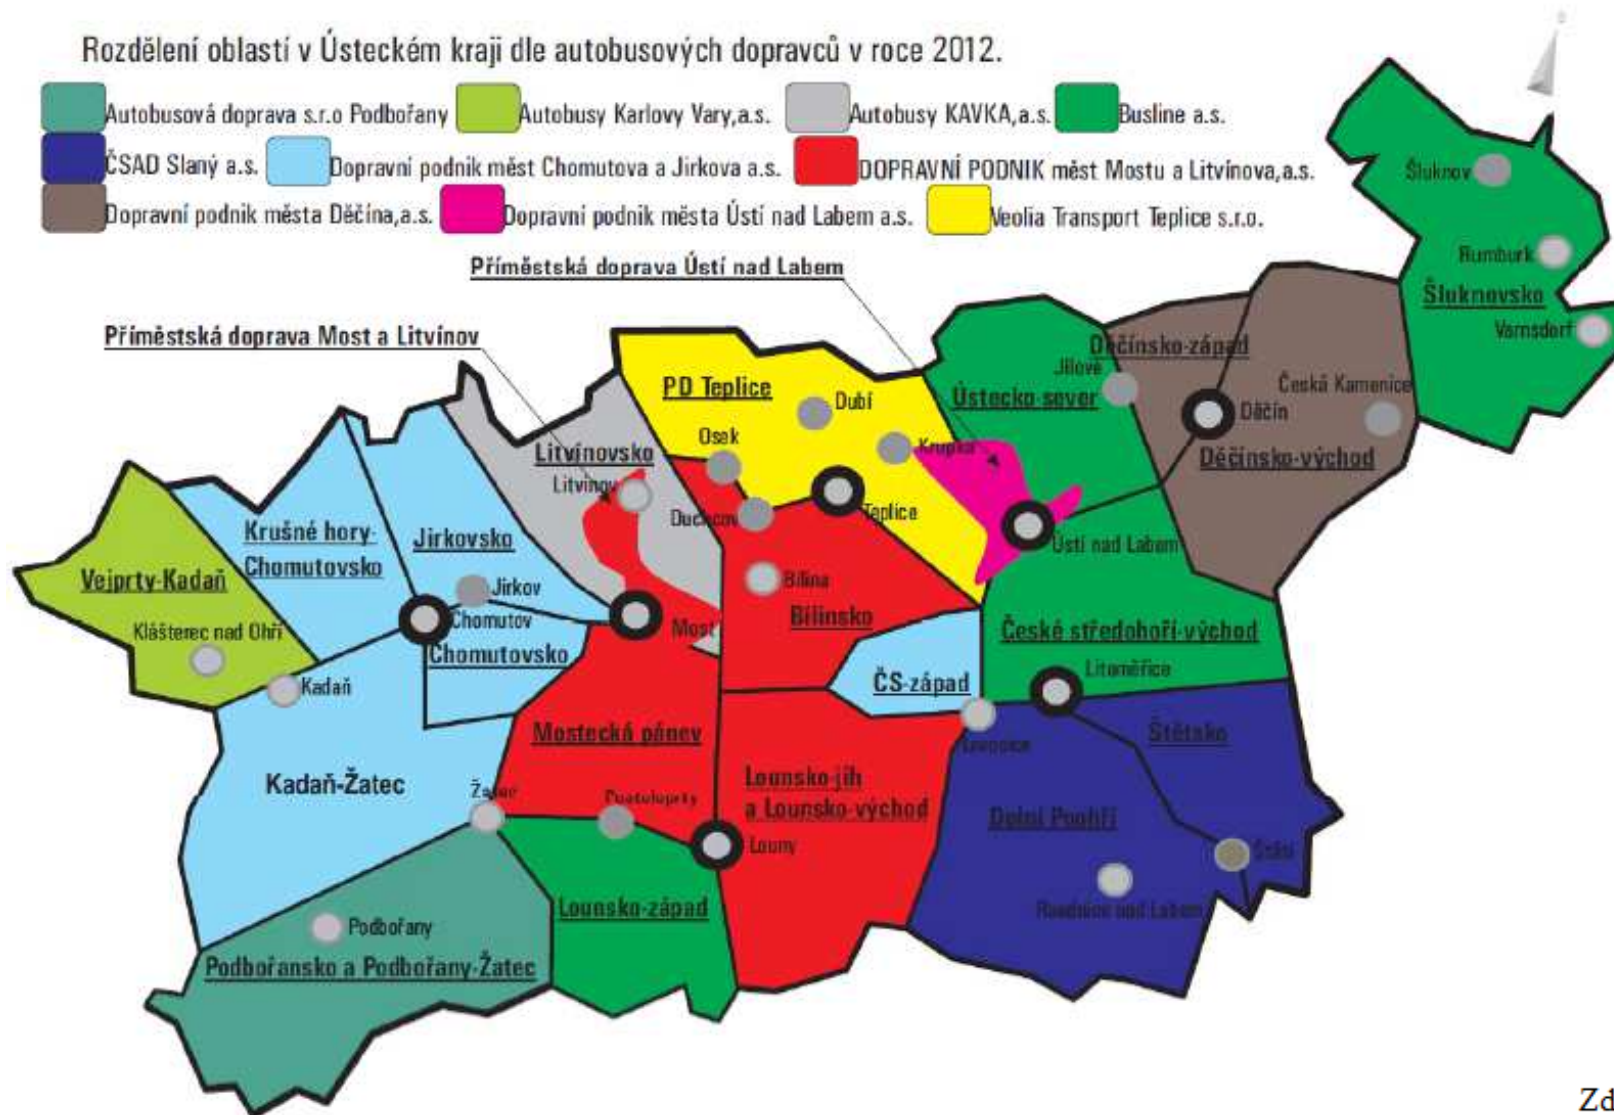 Rozdělení oblastí v Ústeckém kraji dle autobusových dopravců v roce 2012.
Autobusová doprava s.r.o Podbořany
Autobusy Karlovy Vary,a.s.
Autobusy KAVKA,a.s.
Busline a.s.
ČSAD Slaný a.s.
Dopravní podnik měst Chomutova a Jirkova a.s.
DOPRAVNÍ PODNIK měst Mostu a Litvínova,a.s.
Dopravní podnik města Děčína,a.s.
Dopravní podnik města Ústí nad Labem a.s.
Veolia Transport Teplice s.r.o.
Šluknov
Rumburk
Šluknovsko
Varnsdorf
Příměstská doprava Ústí nad Labem
Příměstská doprava Most a Litvínov
Děčínsko-západ
Jílové
Česká Kamenice
Děčín
Děčínsko-východ
PD Teplice
Dubí
Ústecko-sever
Osek
Krupka
Litvínovsko
Litvínov
Duchcov
Teplice
Ústí nad Labem
Krušné hory-
Chomutovsko
Jirkovsko
Vejprty-Kadaň
Jirkov
Bílina
Klášterec nad Ohří
Chomutov
Most
Bílinsko
České středohoří-východ
Chomutovsko
Kadaň
ČS-západ
Litoměřice
Mostecká pánev
Štětsko
Kadaň-Žatec
Lounsko-jih
a Lounsko-východ
Žatec
Dolní Poohří
Louny
Lounsko-západ
Podbořany
Podbořansko a Podbořany-Žatec
Zd